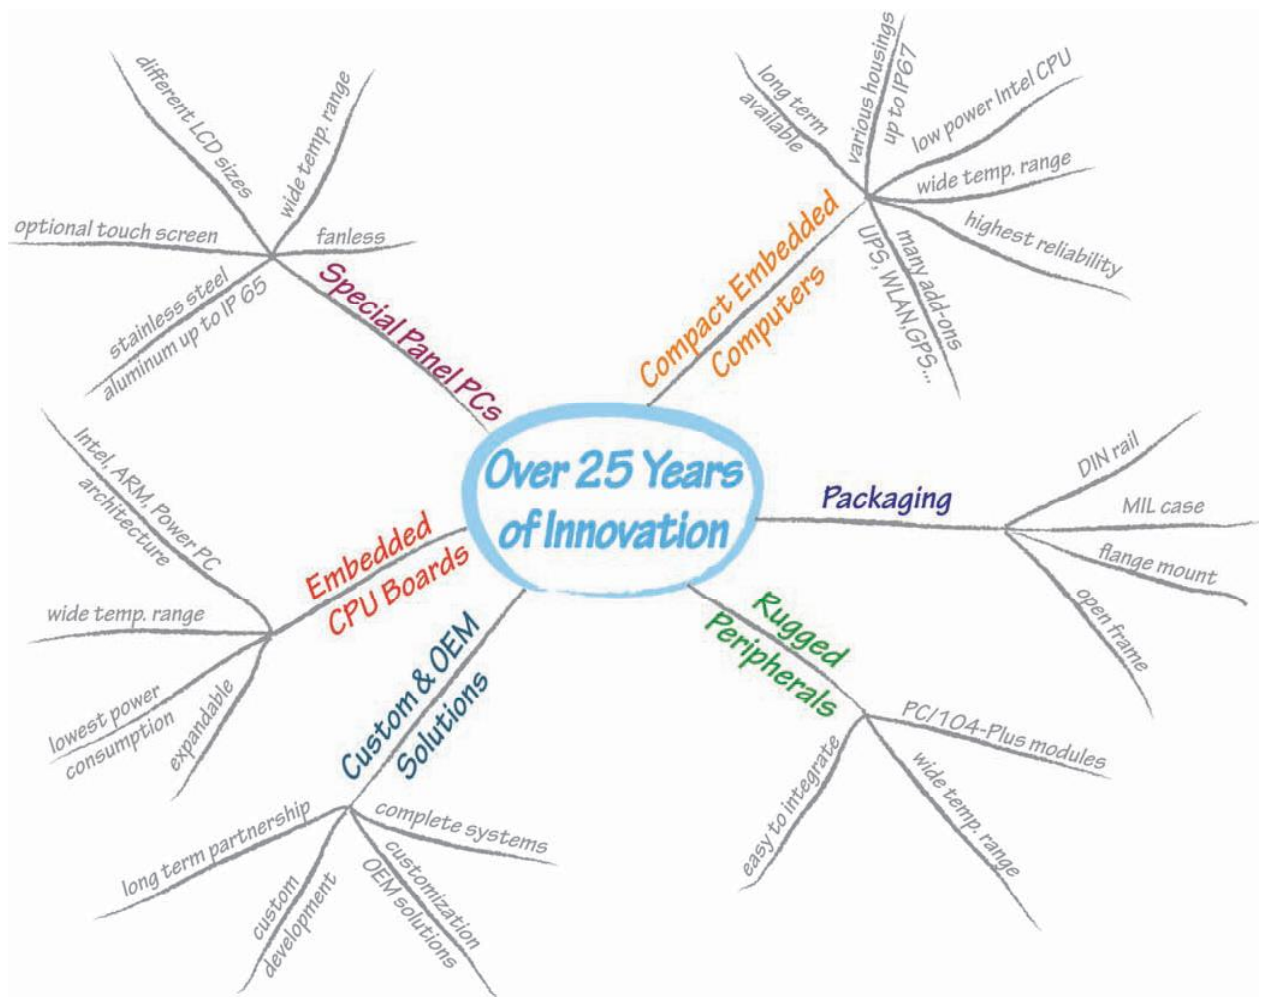 Over 25 Years
of Innovation
Special Panel PCs
different LCD sizes
wide temp. range
optional touch screen
fanless
stainless steel
aluminum up to IP 65
Compact Embedded
Computers
long term
available
various housings
up to IP67
low power Intel CPU
wide temp. range
highest reliability
many add-ons
UPS, WLAN,GPS...
Packaging
DIN rail
MIL case
flange mount
open frame
Rugged
Peripherals
PC/104-Plus modules
wide temp. range
easy to integrate
Custom & OEM
Solutions
long term partnership
custom
development
customization
OEM solutions
complete systems
Embedded
CPU Boards
Intel, ARM, Power PC
architecture
wide temp. range
lowest power
consumption
expandable